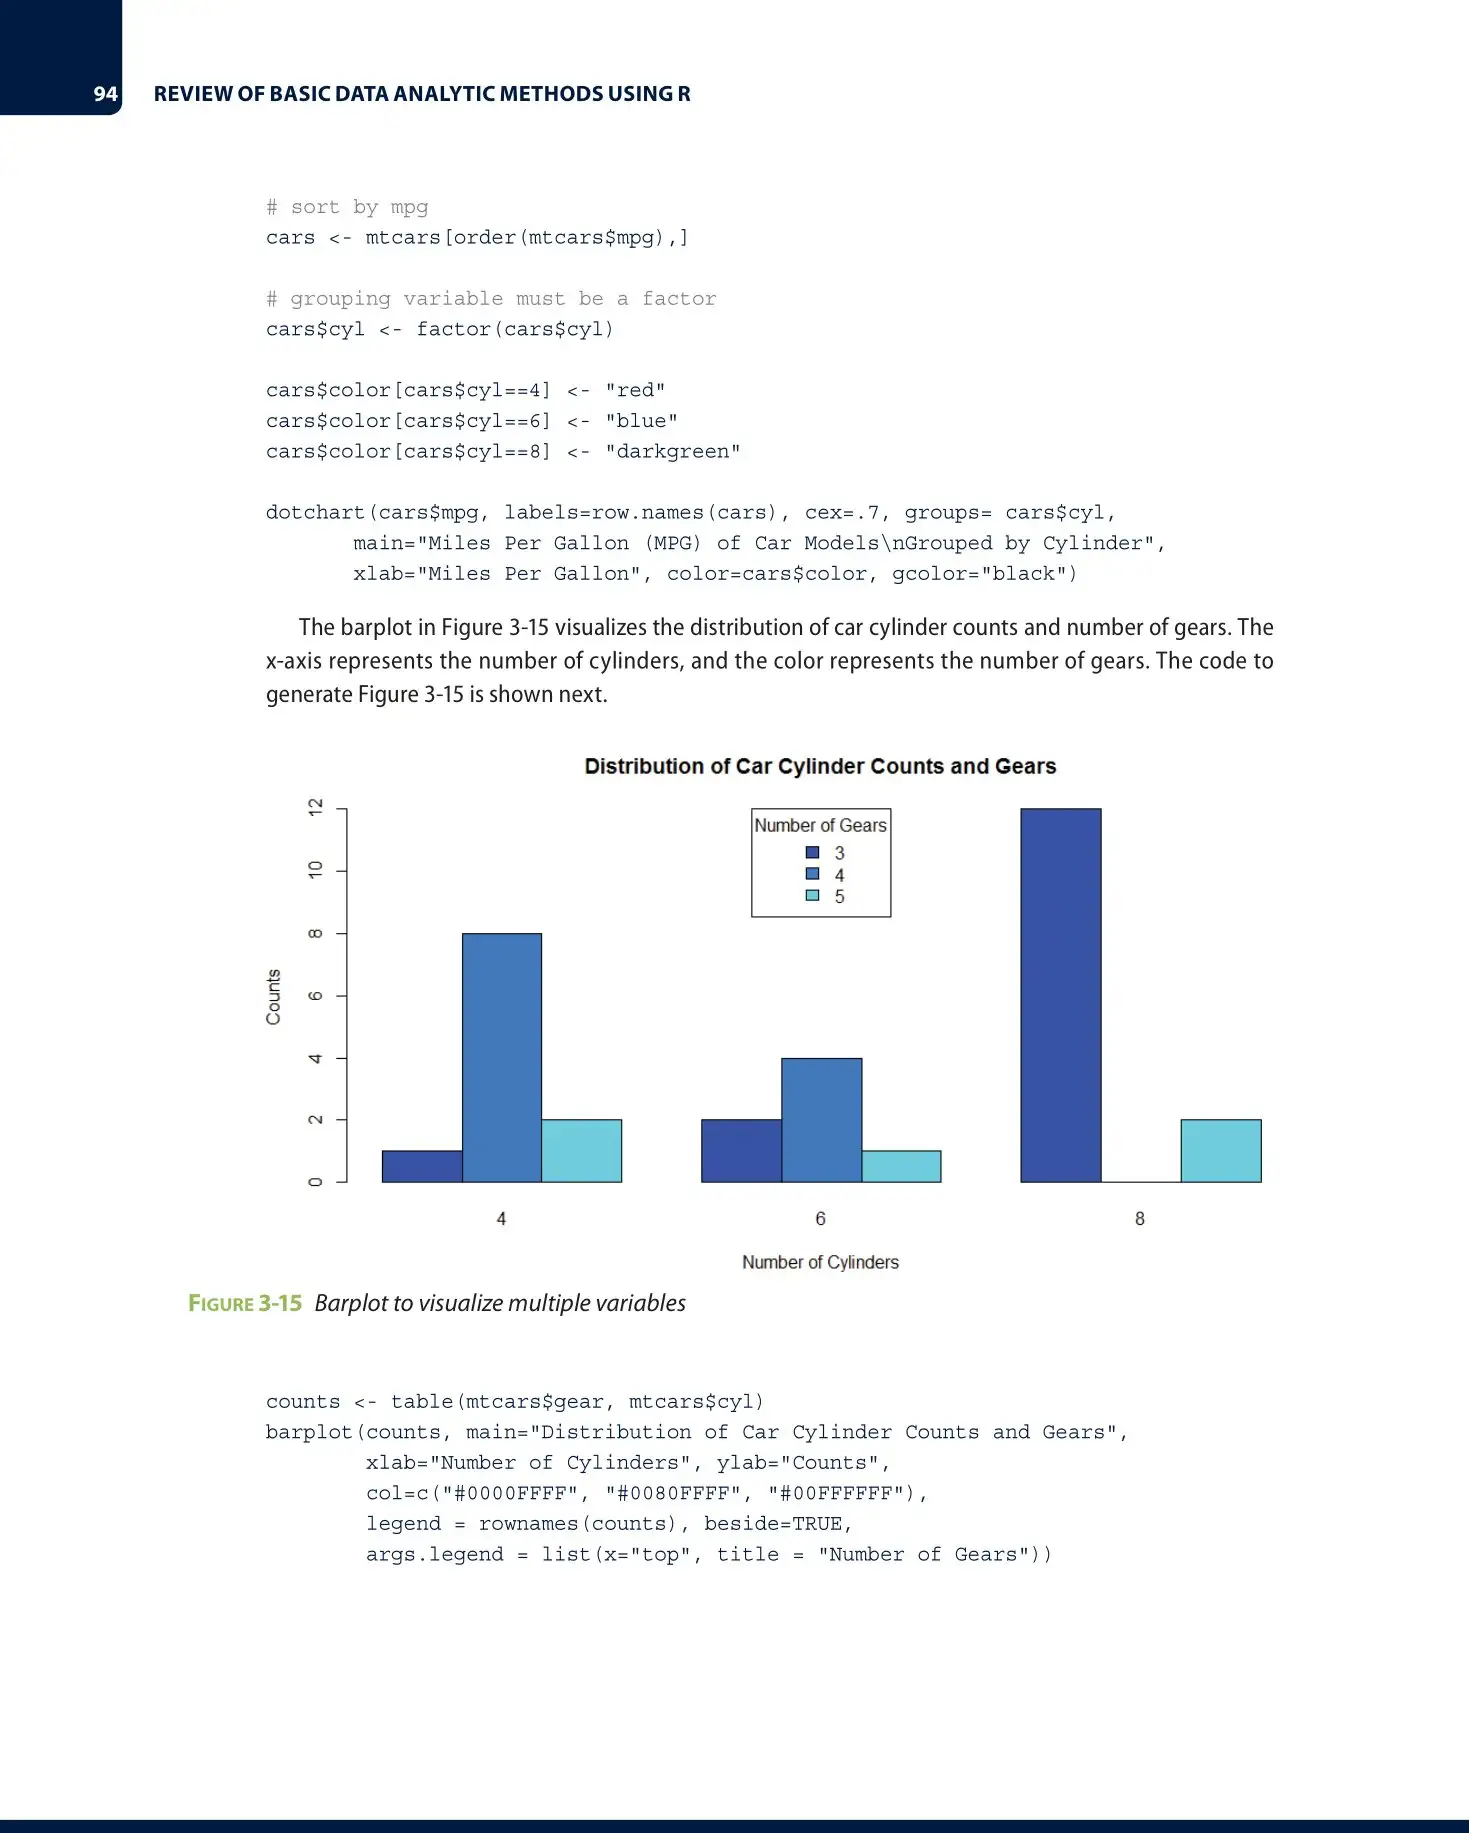 94 REVIEW OF BASIC DATA ANALYTIC METHODS USING R
# sort by mpg
cars <- mtcars[order(mtcars$mpg),]
# grouping variable must be a factor
cars$cyl <- factor(cars$cyl)
cars$color[cars$cyl==4] <- "red"
cars$color[cars$cyl==6] <- "blue"
cars$color[cars$cyl==8] <- "darkgreen"
dotchart(cars$mpg, labels=row.names(cars), cex=.7, groups= cars$cyl,
main="Miles Per Gallon (MPG) of Car Models\nGrouped by Cylinder",
xlab="Miles Per Gallon", color=cars$color, gcolor="black")
The barplot in Figure 3-15 visualizes the distribution of car cylinder counts and number of gears. The
x-axis represents the number of cylinders, and the color represents the number of gears. The code to
generate Figure 3-15 is shown next.
Distribution of Car Cylinder Counts and Gears
Counts
12
10
8
6
4
2
0
Number of Gears
3
4
5
4 6 8
Number of Cylinders
FIGURE 3-15 Barplot to visualize multiple variables
counts <- table(mtcars$gear, mtcars$cyl)
barplot(counts, main="Distribution of Car Cylinder Counts and Gears",
xlab="Number of Cylinders", ylab="Counts",
col=c("#0000FFFF", "#0080FFFF", "#00FFFFFF"),
legend = rownames(counts), beside=TRUE,
args.legend = list(x="top", title = "Number of Gears"))